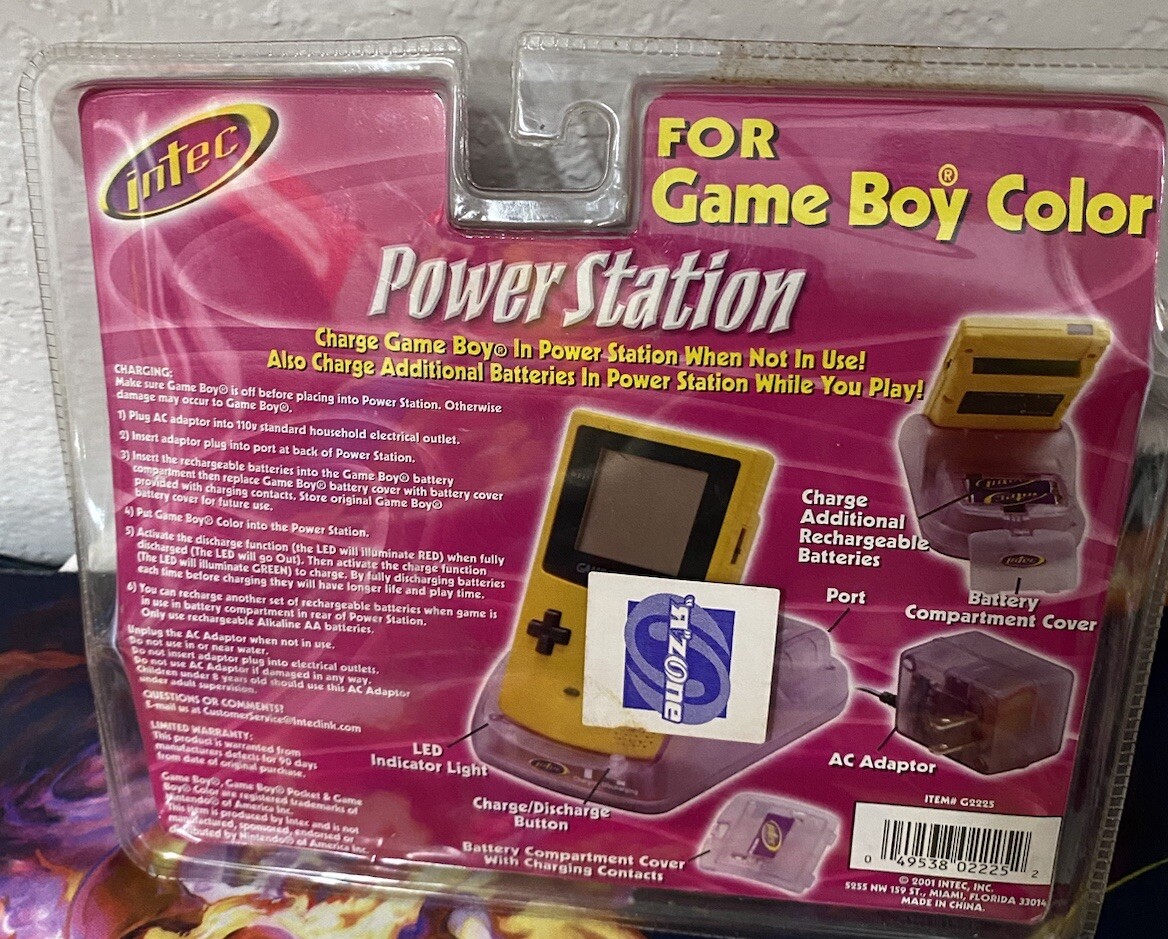 intec
FOR
Game Boy® Color
Power Station
Charge Game Boy® In Power Station When Not In Use!
Also Charge Additional Batteries In Power Station While You Play!
CHARGING:
Make sure Game Boy® is off before placing into Power Station. Otherwise
damage may occur to Game Boy®.
1) Plug AC adaptor into 110v standard household electrical outlet.
2) Insert adaptor plug into port at back of Power Station.
3) Insert the rechargeable batteries into the Game Boy® battery
compartment then replace Game Boy® battery cover with battery cover
provided with charging contacts. Store original Game Boy®
battery cover for future use.
4) Put Game Boy® Color into the Power Station.
5) Activate the discharge function (the LED will illuminate RED) when fully
discharged (The LED will go Out). Then activate the charge function
(The LED will illuminate GREEN) to charge. By fully discharging batteries
each time before charging they will have longer life and play time.
6) You can recharge another set of rechargeable batteries when game is
in use in battery compartment in rear of Power Station.
Only use rechargeable Alkaline AA batteries.
Unplug the AC Adaptor when not in use.
Do not use in or near water.
Do not insert adaptor plug into electrical outlets.
Do not use AC Adaptor if damaged in any way.
Children under 8 years old should use this AC Adaptor
under adult supervision.
QUESTIONS OR COMMENTS?
E-mail us at CustomerService@Inteclink.com
LIMITED WARRANTY:
This product is warranted from
manufacturers defects for 90 days
from date of original purchase.
Game Boy®, Game Boy® Pocket & Game
Boy® Color are registered trademarks of
Nintendo® of America Inc.
This item is produced by Intec and is not
manufactured, sponsored, endorsed or
distributed by Nintendo® of America Inc.
Charge
Additional
Rechargeable
Batteries
intec
Battery
Compartment Cover
Port
AC Adaptor
GAM
S'R'zOne
LED
Indicator Light
intec
Charge/Discharge
Button
Battery Compartment Cover
With Charging Contacts
ITEM# G2225
0 49538 02225 2
© 2001 INTEC, INC.
5255 NW 159 ST., MIAMI, FLORIDA 33014
MADE IN CHINA.